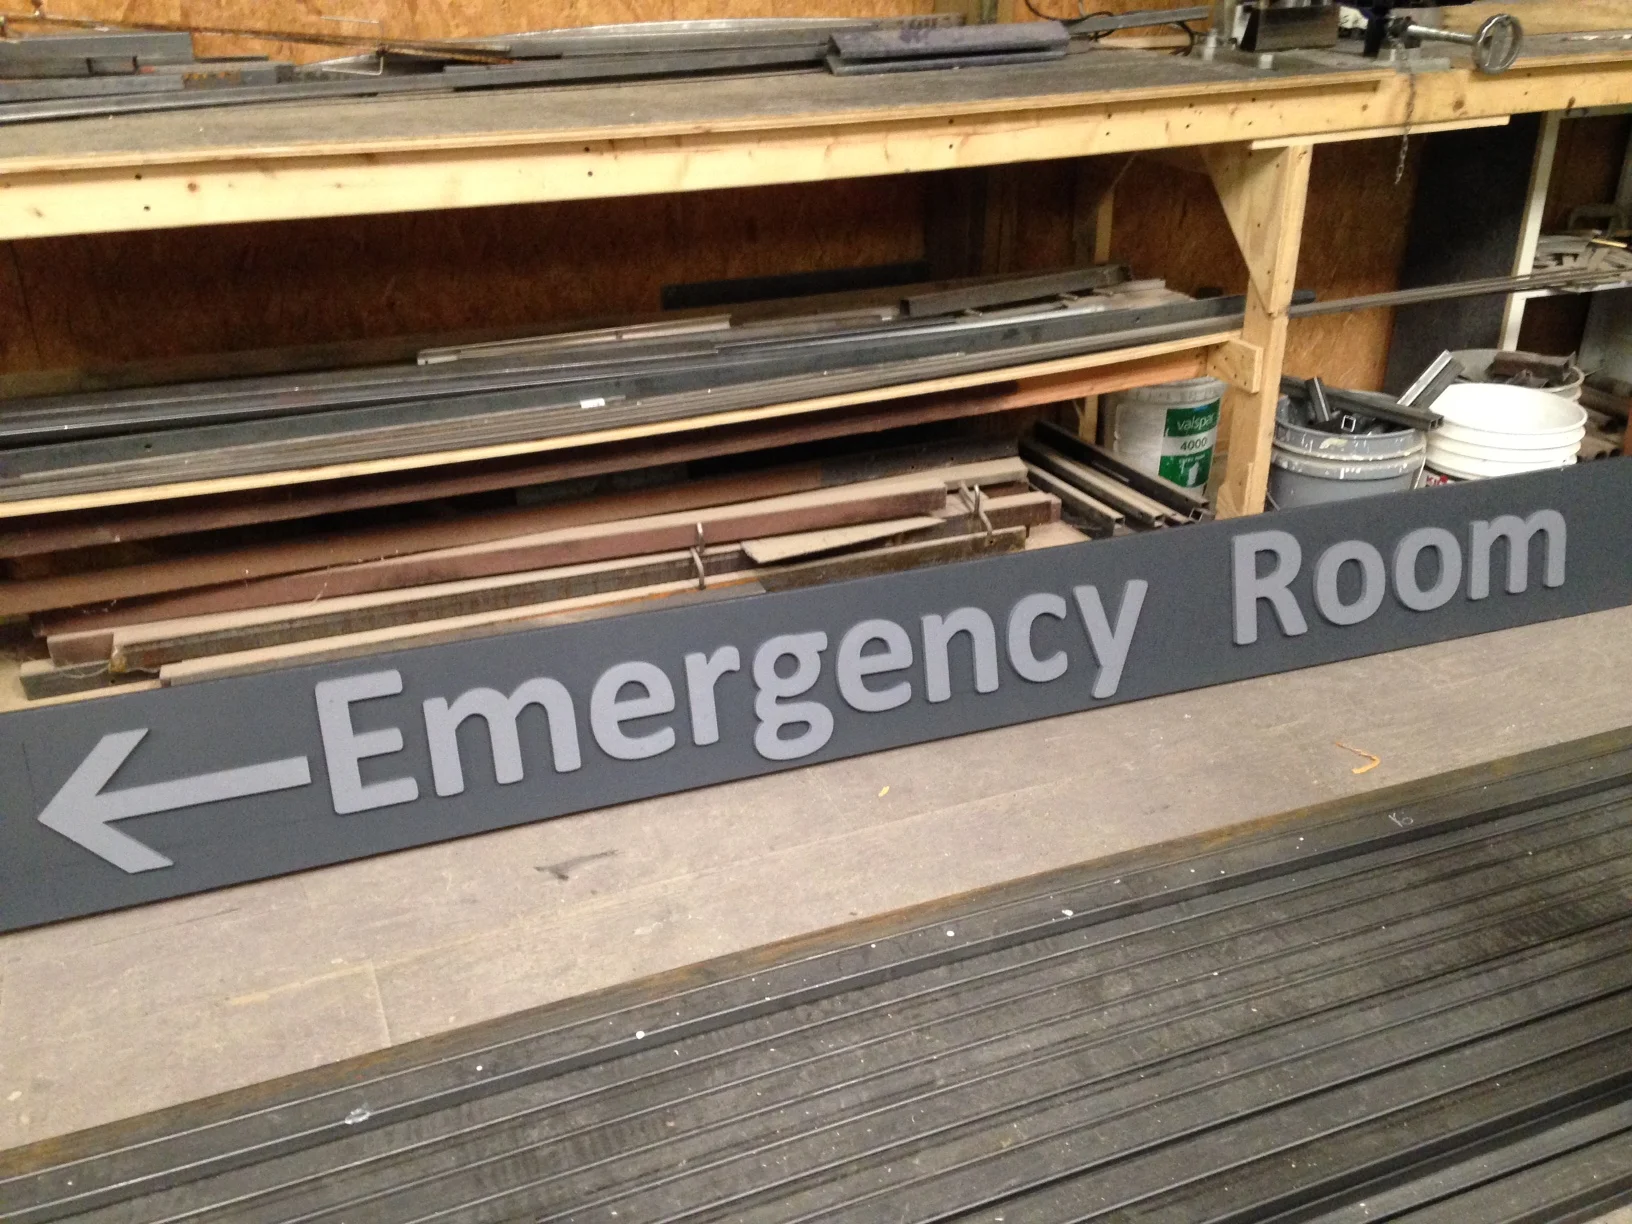 valspar
4000
Emergency Room